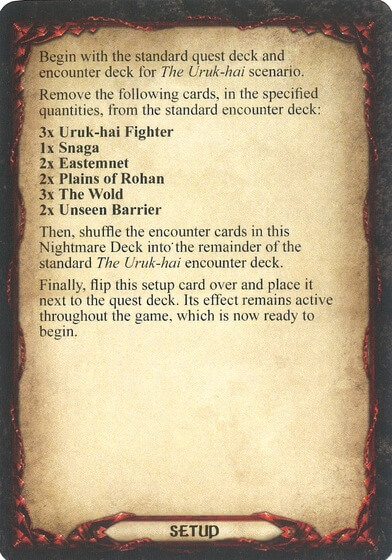 Begin with the standard quest deck and
encounter deck for The Uruk-hai scenario.
Remove the following cards, in the specified
quantities, from the standard encounter deck:
3x Uruk-hai Fighter
1x Snaga
2x Eastemnet
2x Plains of Rohan
3x The Wold
2x Unseen Barrier
Then, shuffle the encounter cards in this
Nightmare Deck into the remainder of the
standard The Uruk-hai encounter deck.
Finally, flip this setup card over and place it
next to the quest deck. Its effect remains active
throughout the game, which is now ready to
begin.
SETUP